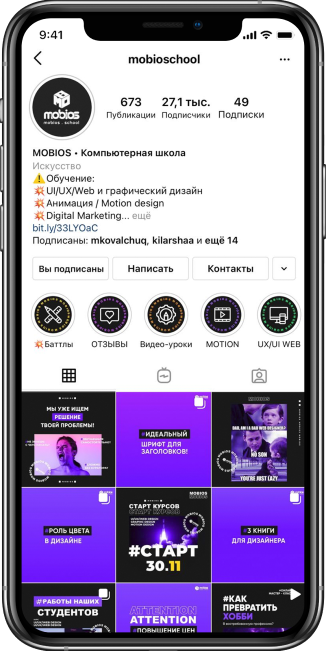 9:41
mobioschool
mobios
mobios . school
673
27,1 тыс.
49
Публикации
Подписчики
Подписки
MOBIOS • Компьютерная школа
Искусство
Обучение:
UI/UX/Web и графический дизайн
Анимация / Motion design
Digital Marketing... ещё
bit.ly/33LYOaC
Подписаны: mkovalchuq, kilarshaa и ещё 14
Вы подписаны
Написать
Контакты
Баттлы
ОТЗЫВЫ
Видео-уроки
MOTION
UX/UI WEB
МЫ УЖЕ ИЩЕМ
РЕШЕНИЕ
ТВОЕЙ ПРОБЛЕМЫ!
#ИДЕАЛЬНЫЙ
ШРИФТ ДЛЯ
ЗАГОЛОВКОВ!
DAD, AM I A BAD WEB DESIGNER?
NO SON
YOU'RE JUST LAZY
#РОЛЬ ЦВЕТА
В ДИЗАЙНЕ
MOBIOS
СТАРТ КУРСОВ
#СТАРТ
30.11
#3 КНИГИ
ДЛЯ ДИЗАЙНЕРА
#РАБОТЫ НАШИХ
СТУДЕНТОВ
ATTENTION
ATTENTION
#ПОВЫШЕНИЕ ЦЕН
#КАК
ПРЕВРАТИТЬ
ХОББИ